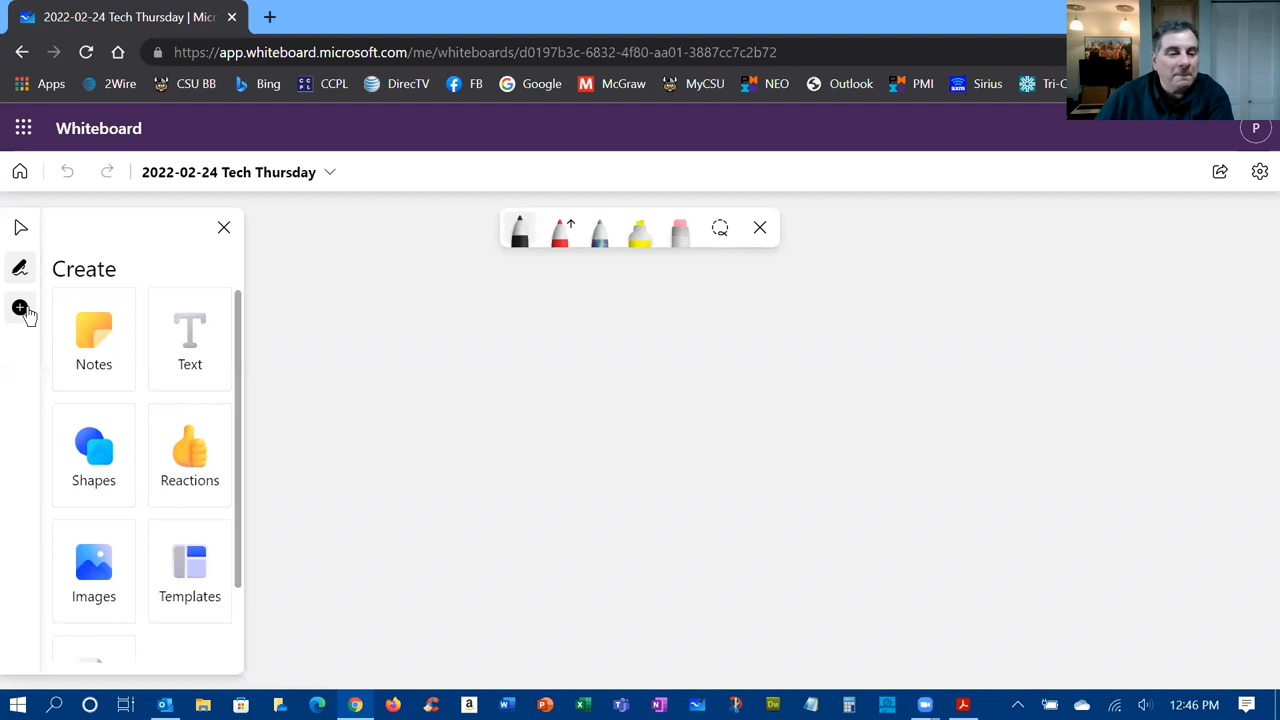 2022-02-24 Tech Thursday | Micr
https://app.whiteboard.microsoft.com/me/whiteboards/d0197b3c-6832-4f80-aa01-3887cc7c2b72
Apps 2Wire CSU BB Bing CCPL DirecTV FB Google McGraw MyCSU NEO Outlook PMI Sirius Tri-C
Whiteboard
P
2022-02-24 Tech Thursday
Create
Notes Text
Shapes Reactions
Images Templates
12:46 PM